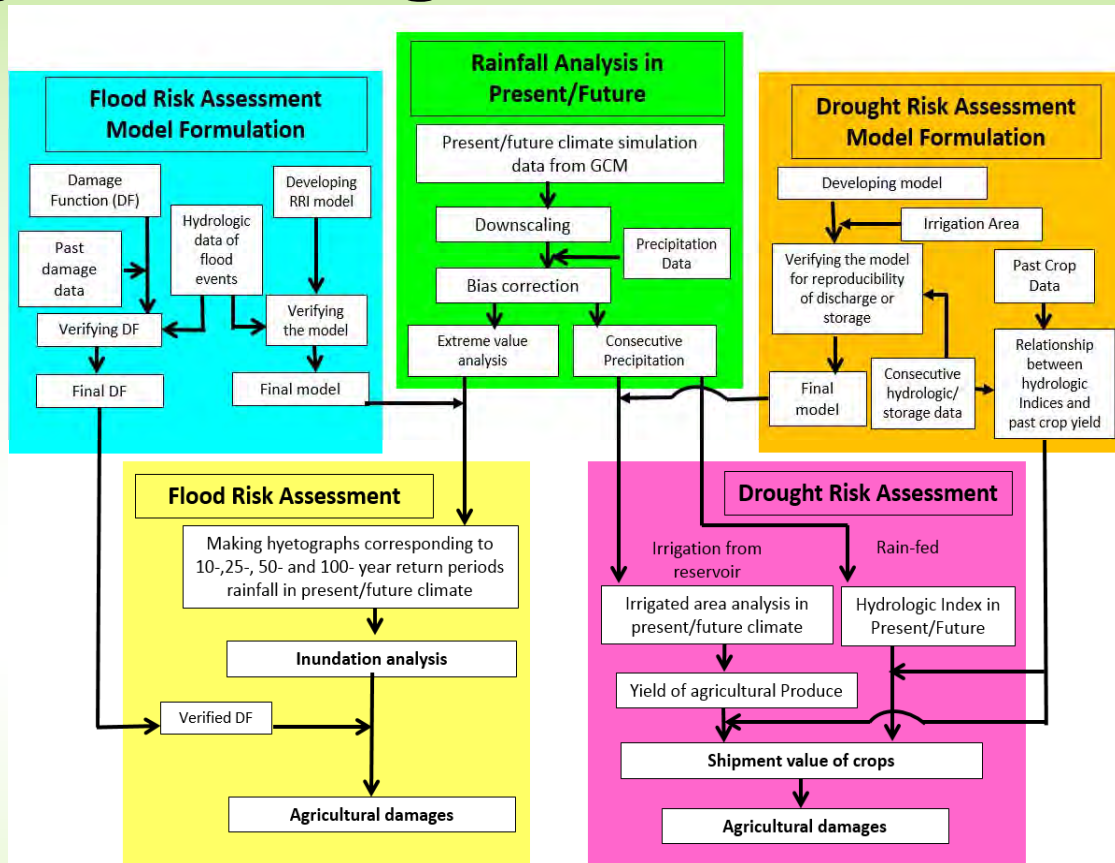 Flood Risk Assessment
Model Formulation
Damage
Function (DF)
Developing
RRI model
Past
damage
data
Hydrologic
data of
flood
events
Verifying DF
Verifying
the model
Final DF
Final model
Rainfall Analysis in
Present/Future
Present/future climate simulation
data from GCM
Downscaling
Precipitation
Data
Bias correction
Extreme value
analysis
Consecutive
Precipitation
Drought Risk Assessment
Model Formulation
Developing model
Irrigation Area
Verifying the model
for reproducibility
of discharge or
storage
Past Crop
Data
Final
model
Consecutive
hydrologic/
storage data
Relationship
between
hydrologic
Indices and
past crop yield
Flood Risk Assessment
Making hyetographs corresponding to
10-,25-, 50- and 100- year return periods
rainfall in present/future climate
Inundation analysis
Verified DF
Agricultural damages
Drought Risk Assessment
Irrigation from
reservoir
Rain-fed
Irrigated area analysis in
present/future climate
Hydrologic Index in
Present/Future
Yield of agricultural Produce
Shipment value of crops
Agricultural damages